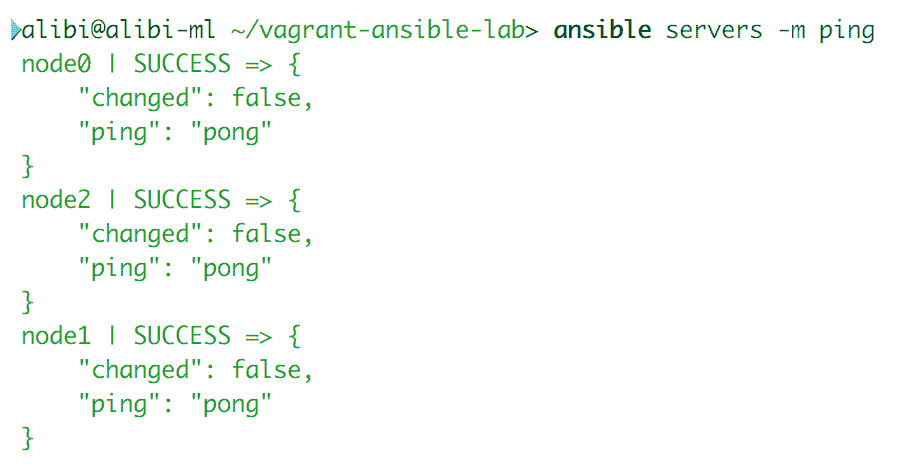 alibi@alibi-ml ~/vagrant-ansible-lab> ansible servers -m ping
node0 | SUCCESS => {
    "changed": false,
    "ping": "pong"
}
node2 | SUCCESS => {
    "changed": false,
    "ping": "pong"
}
node1 | SUCCESS => {
    "changed": false,
    "ping": "pong"
}